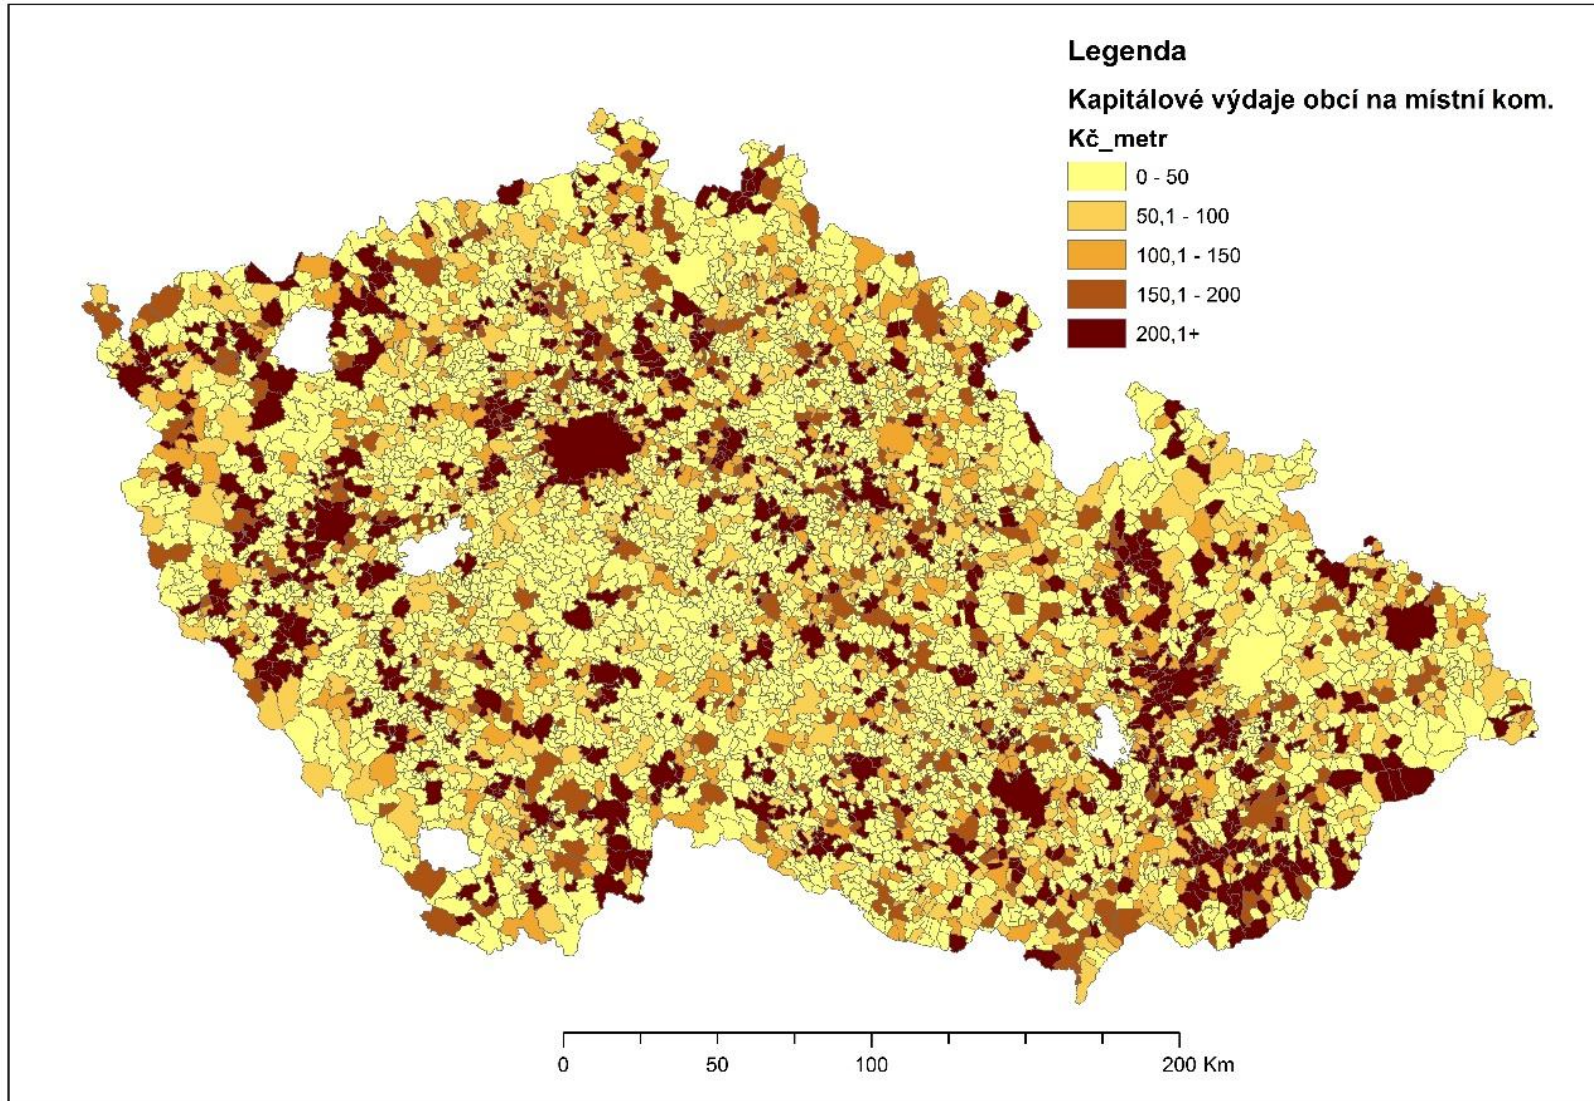 Legenda
Kapitálové výdaje obcí na místní kom.
Kč_metr
0 - 50
50,1 - 100
100,1 - 150
150,1 - 200
200,1+
0 50 100 200 Km